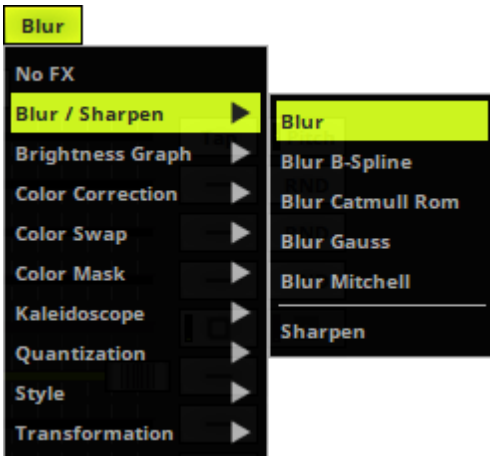 Blur
No FX
Blur / Sharpen
Brightness Graph
Color Correction
Color Swap
Color Mask
Kaleidoscope
Quantization
Style
Transformation
Blur
Blur B-Spline
Blur Catmull Rom
Blur Gauss
Blur Mitchell
Sharpen